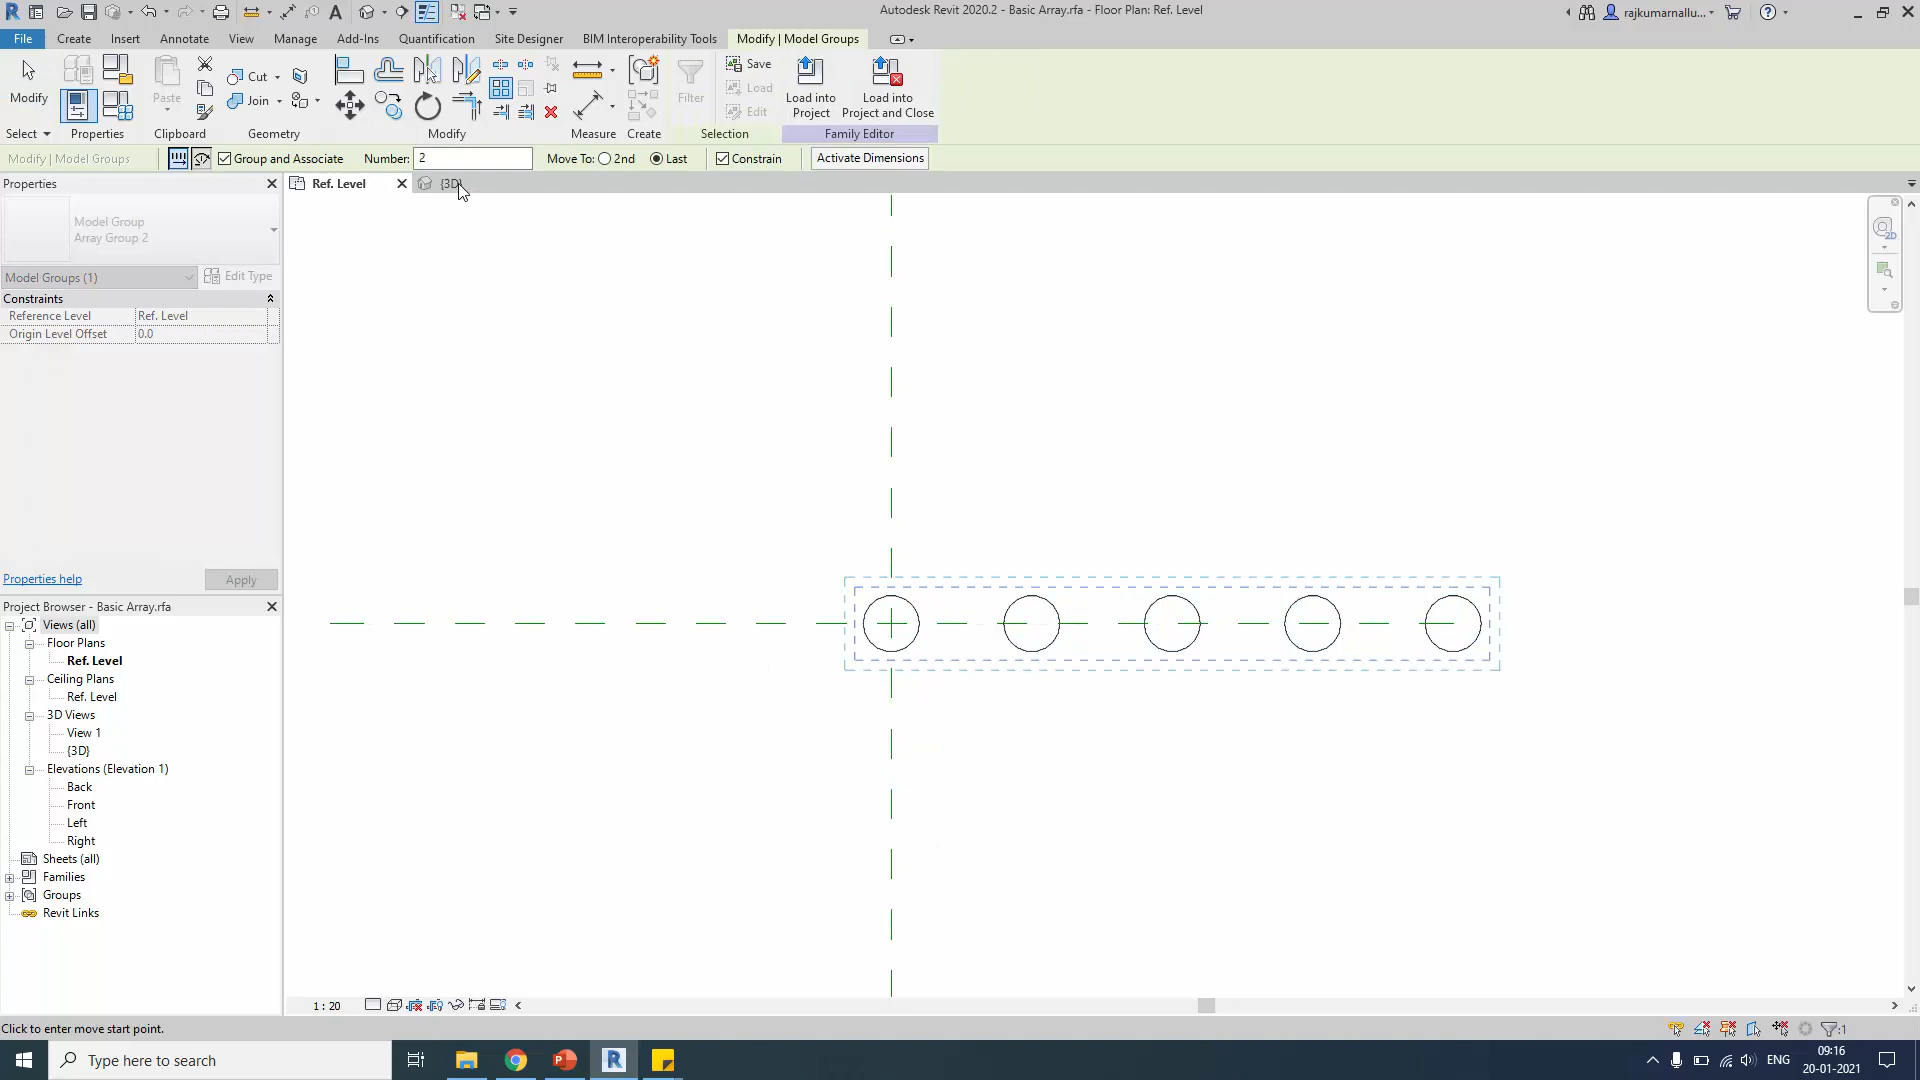 Autodesk Revit 2020.2 - Basic Array.rfa - Floor Plan: Ref. Level
rajkumarnallu...
File Create Insert Annotate View Manage Add-Ins Quantification Site Designer BIM Interoperability Tools Modify | Model Groups
Modify
Paste
Cut
Join
Filter
Save
Load
Edit
Load into
Project
Load into
Project and Close
Select Properties Clipboard Geometry Modify Measure Create Selection Family Editor
Modify | Model Groups Group and Associate Number: 2 Move To: 2nd Last Constrain Activate Dimensions
Properties
Ref. Level {3D}
Model Group
Array Group 2
Model Groups (1) Edit Type
Constraints
Reference Level Ref. Level
Origin Level Offset 0.0
Properties help Apply
Project Browser - Basic Array.rfa
Views (all)
Floor Plans
Ref. Level
Ceiling Plans
Ref. Level
3D Views
View 1
{3D}
Elevations (Elevation 1)
Back
Front
Left
Right
Sheets (all)
Families
Groups
Revit Links
2D
1 : 20
Click to enter move start point.
:1
Type here to search
ENG
09:16
20-01-2021